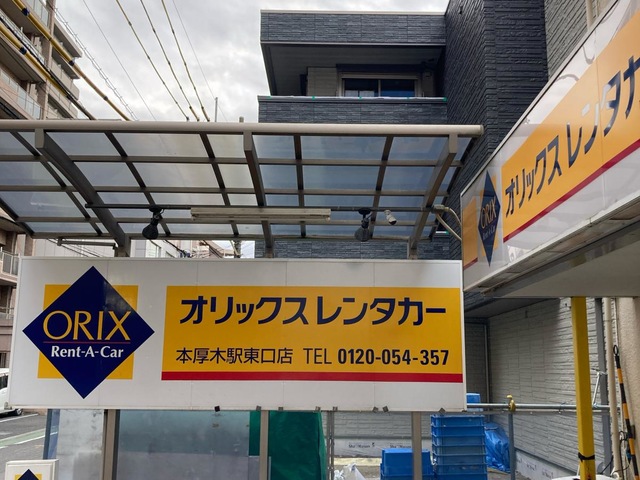 ORIX
Rent-A-Car
オリックスレンタカー
本厚木駅東口店 TEL 0120-054-357
ORIX
オリックスレンタカー